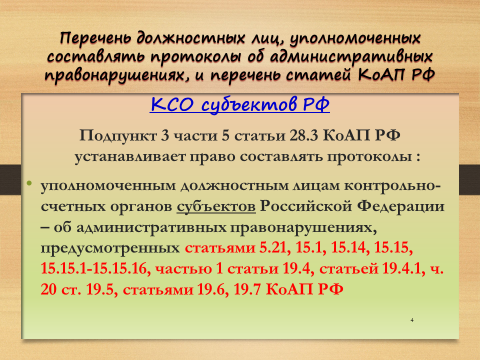 Перечень должностных лиц, уполномоченных
составлять протоколы об административных
правонарушениях, и перечень статей КоАП РФ
КСО субъектов РФ
Подпункт 3 части 5 статьи 28.3 КоАП РФ
устанавливает право составлять протоколы :
• уполномоченным должностным лицам контрольно-
счетных органов субъектов Российской Федерации
– об административных правонарушениях,
предусмотренных статьями 5.21, 15.1, 15.14, 15.15,
15.15.1-15.15.16, частью 1 статьи 19.4, статьей 19.4.1, ч.
20 ст. 19.5, статьями 19.6, 19.7 КоАП РФ
4